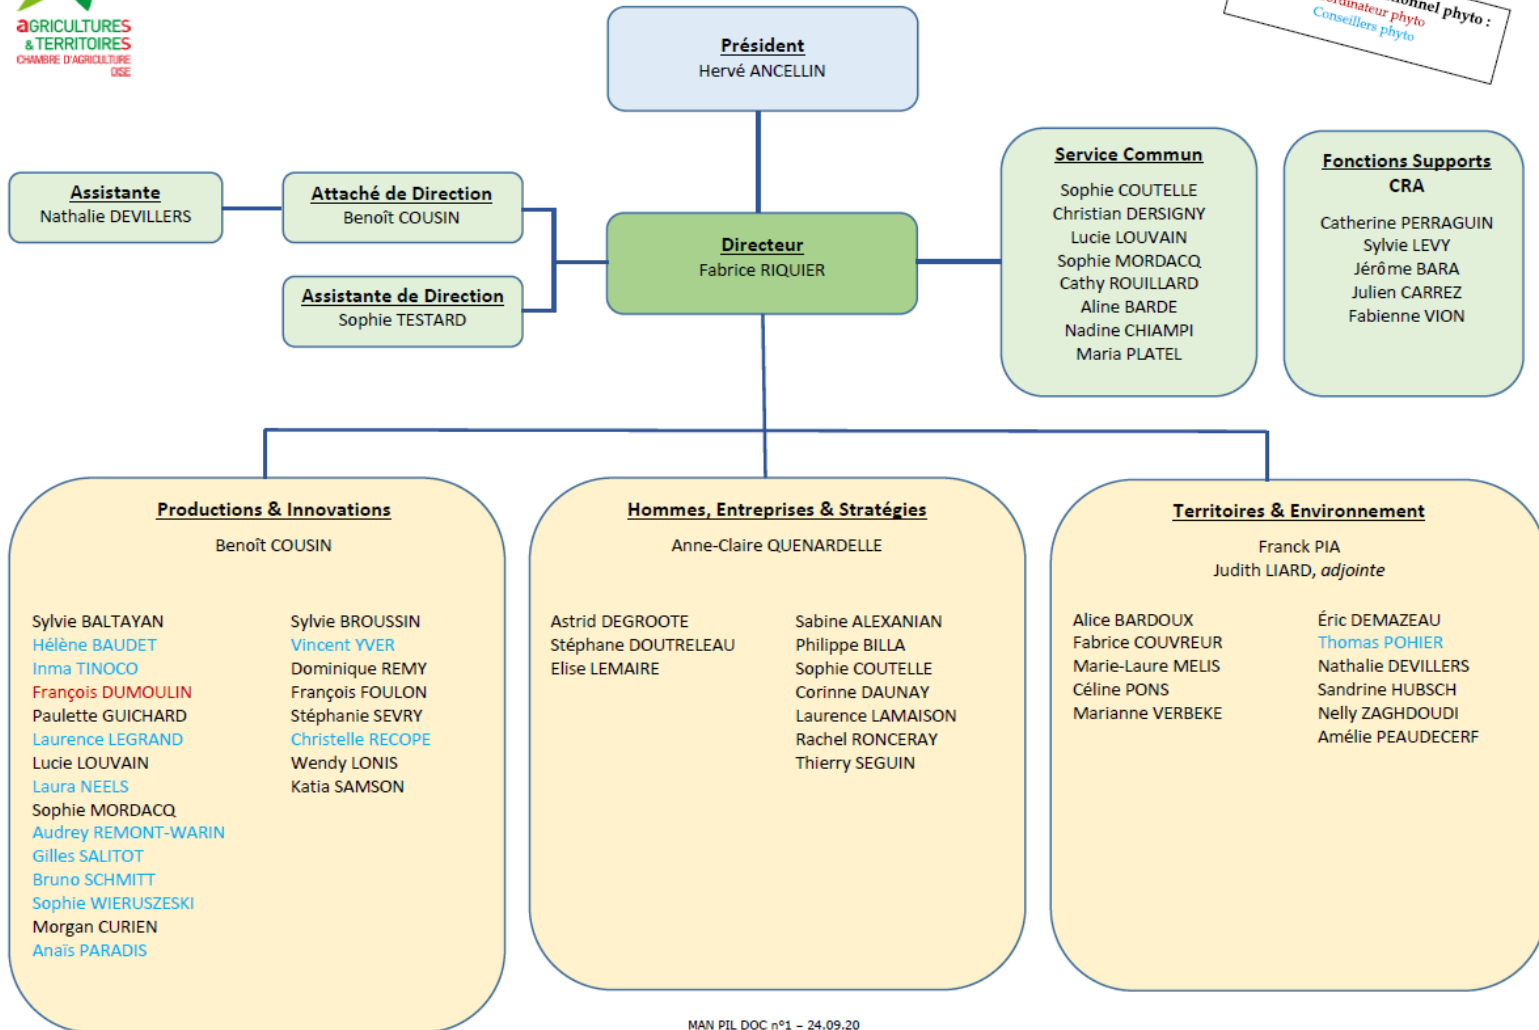 aGRICULTURES
& TERRITOIRES
CHAMBRE D'AGRICULTURE
OISE
phyto :
phyto
Conseillers phyto
Président
Hervé ANCELLIN
Assistante
Nathalie DEVILLERS
Attaché de Direction
Benoît COUSIN
Assistante de Direction
Sophie TESTARD
Directeur
Fabrice RIQUIER
Service Commun
Sophie COUTELLE
Christian DERSIGNY
Lucie LOUVAIN
Sophie MORDACQ
Cathy ROUILLARD
Aline BARDE
Nadine CHIAMPI
Maria PLATEL
Fonctions Supports
CRA
Catherine PERRAGUIN
Sylvie LEVY
Jérôme BARA
Julien CARREZ
Fabienne VION
Productions & Innovations
Benoît COUSIN
Sylvie BALTAYAN
Hélène BAUDET
Inma TINOCO
François DUMOULIN
Paulette GUICHARD
Laurence LEGRAND
Lucie LOUVAIN
Laura NEELS
Sophie MORDACQ
Audrey REMONT-WARIN
Gilles SALITOT
Bruno SCHMITT
Sophie WIERUSZESKI
Morgan CURIEN
Anaïs PARADIS
Sylvie BROUSSIN
Vincent YVER
Dominique REMY
François FOULON
Stéphanie SEVRY
Christelle RECOPE
Wendy LONIS
Katia SAMSON
Hommes, Entreprises & Stratégies
Anne-Claire QUENARDELLE
Astrid DEGROOTE
Stéphane DOUTRELEAU
Elise LEMAIRE
Sabine ALEXANIAN
Philippe BILLA
Sophie COUTELLE
Corinne DAUNAY
Laurence LAMAISON
Rachel RONCERAY
Thierry SEGUIN
Territoires & Environnement
Franck PIA
Judith LIARD, adjointe
Alice BARDOUX
Fabrice COUVREUR
Marie-Laure MELIS
Céline PONS
Marianne VERBEKE
Éric DEMAZEAU
Thomas POHIER
Nathalie DEVILLERS
Sandrine HUBSCH
Nelly ZAGHDOUDI
Amélie PEAUDECERF
MAN PIL DOC n°1 – 24.09.20